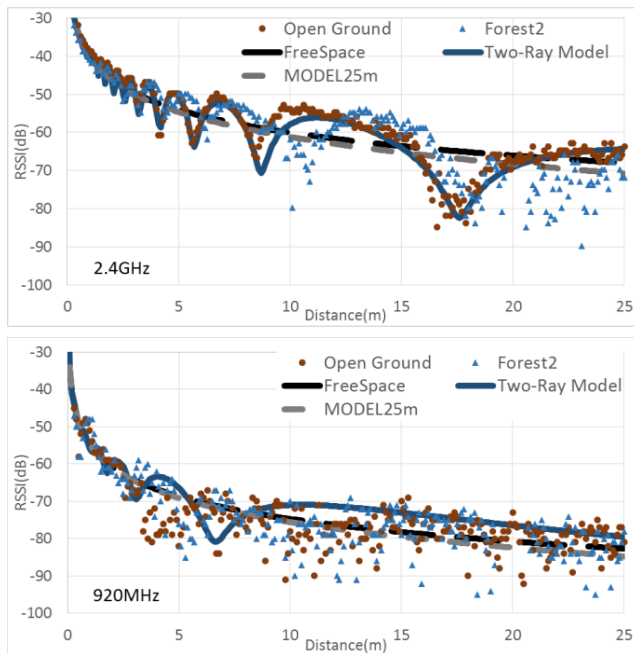 -30
Open Ground
Forest2
-40
FreeSpace
Two-Ray Model
MODEL25m
-50
-60
RSSI(dB)
-70
-80
-90
2.4GHz
-100
0
5
10
15
20
25
Distance(m)
-30
Open Ground
Forest2
FreeSpace
Two-Ray Model
-40
MODEL25m
-50
-60
RSSI(dB)
-70
-80
-90
920MHz
-100
0
5
10
15
20
25
Distance(m)